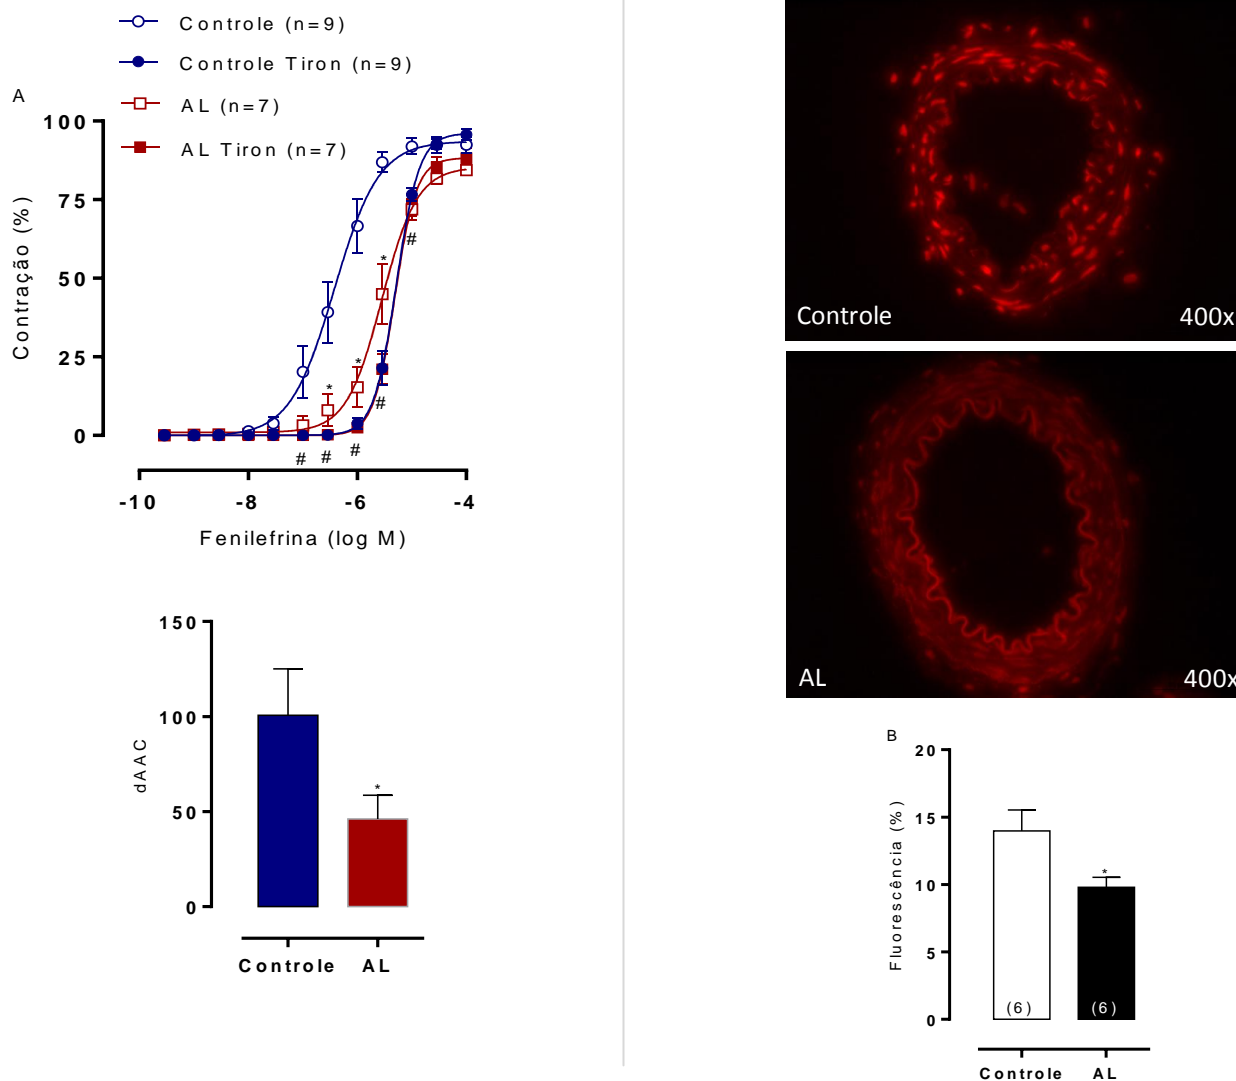 Controle (n=9)
Controle Tiron (n=9)
A
AL (n=7)
AL Tiron (n=7)
100
75
50
25
0
Contração (%)
*
*
*
#
#
#
#
#
-10
-8
-6
-4
Fenilefrina (log M)
150
100
50
0
dAAC
*
Controle
AL
Controle
400x
AL
400x
B
20
15
10
5
0
Fluorescência (%)
*
(6)
(6)
Controle
AL